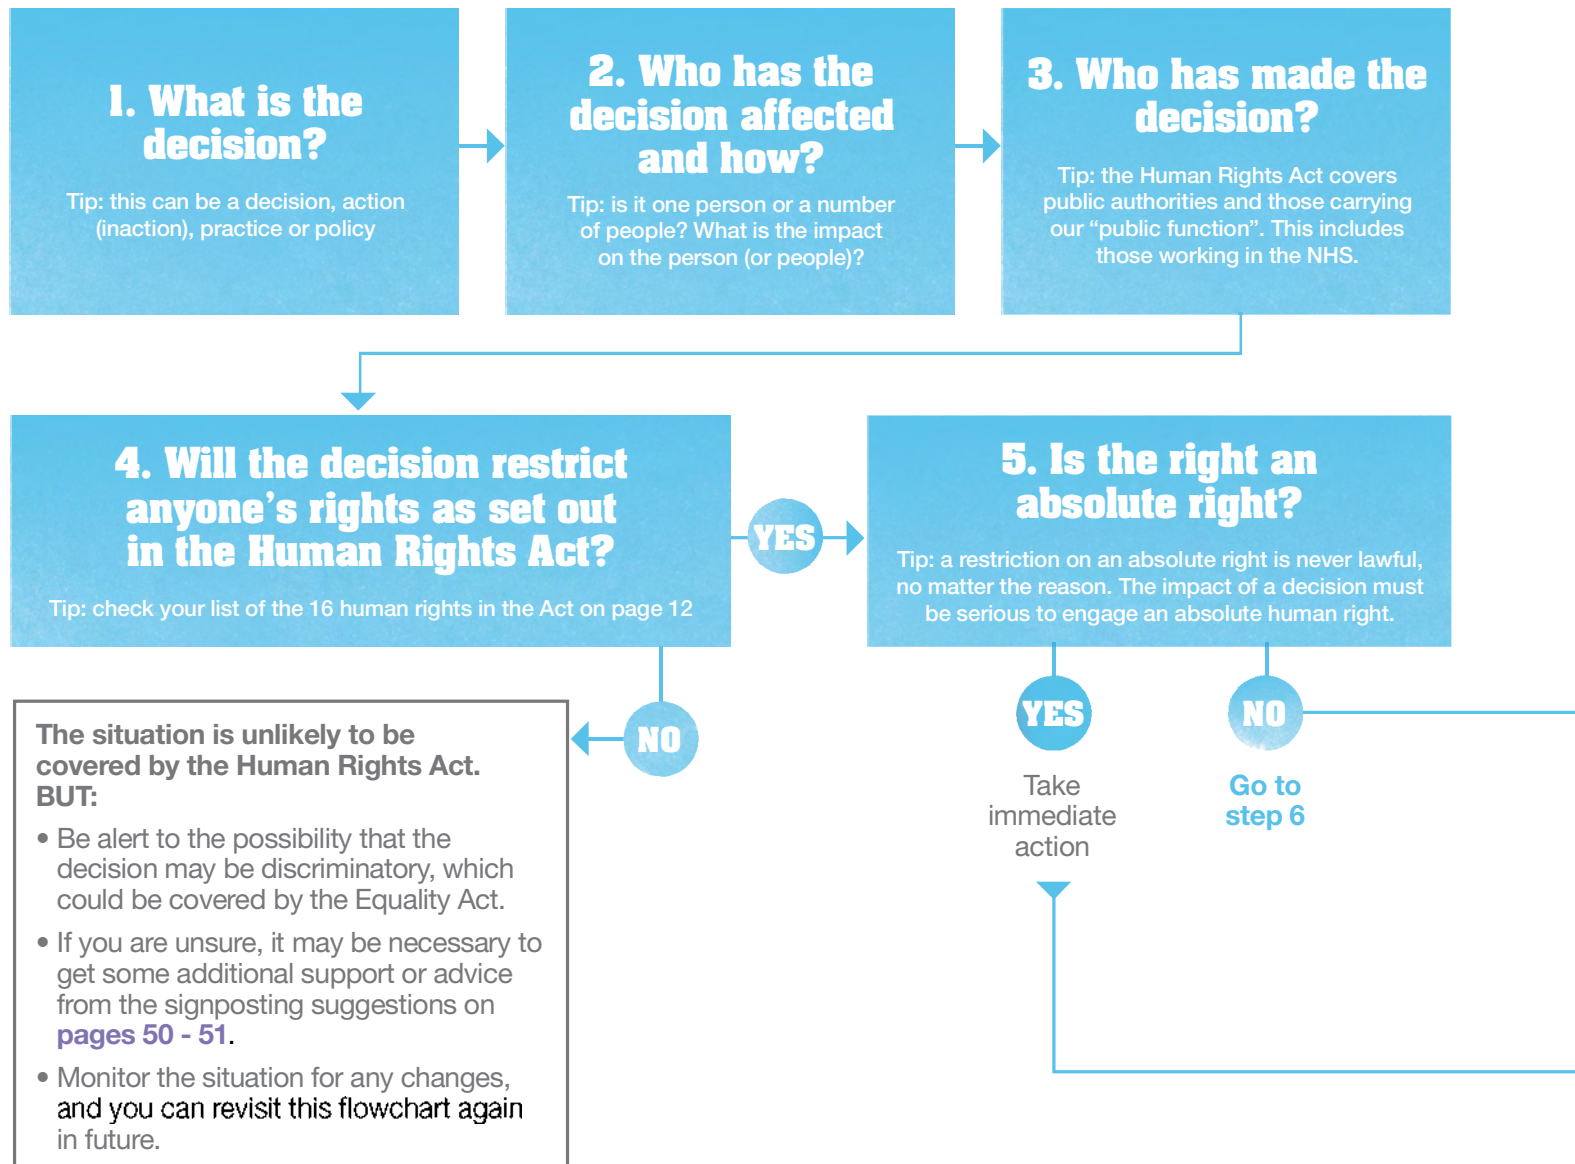 1. What is the
decision?
Tip: this can be a decision, action
(inaction), practice or policy
2. Who has the
decision affected
and how?
Tip: is it one person or a number
of people? What is the impact
on the person (or people)?
3. Who has made the
decision?
Tip: the Human Rights Act covers
public authorities and those carrying
our “public function”. This includes
those working in the NHS.
4. Will the decision restrict
anyone’s rights as set out
in the Human Rights Act?
Tip: check your list of the 16 human rights in the Act on page 12
YES
5. Is the right an
absolute right?
Tip: a restriction on an absolute right is never lawful,
no matter the reason. The impact of a decision must
be serious to engage an absolute human right.
NO
The situation is unlikely to be
covered by the Human Rights Act.
BUT:
• Be alert to the possibility that the
decision may be discriminatory, which
could be covered by the Equality Act.
• If you are unsure, it may be necessary to
get some additional support or advice
from the signposting suggestions on
pages 50 - 51.
• Monitor the situation for any changes,
and you can revisit this flowchart again
in future.
YES
Take
immediate
action
NO
Go to
step 6